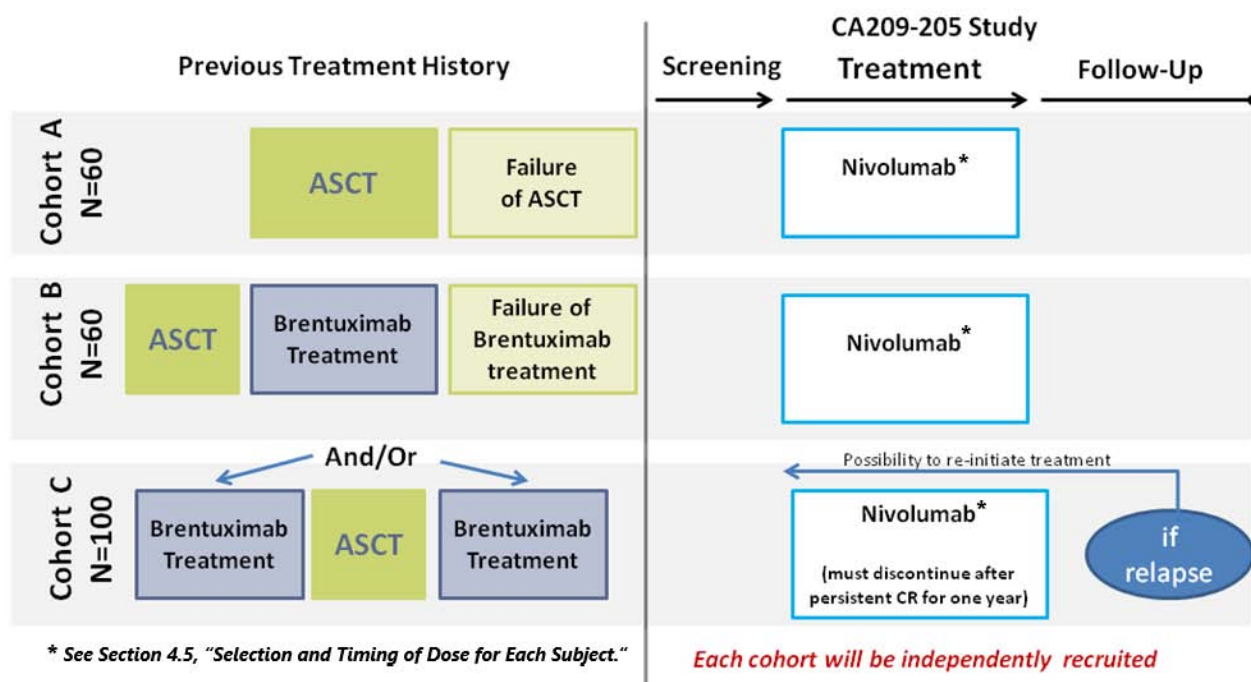 CA209-205 Study
Previous Treatment History
Screening
Treatment
Follow-Up
Cohort A
N=60
ASCT
Failure
of ASCT
Nivolumab*
Cohort B
N=60
ASCT
Brentuximab
Treatment
Failure of
Brentuximab
treatment
Nivolumab*
Cohort C
N=100
And/Or
Brentuximab
Treatment
ASCT
Brentuximab
Treatment
Possibility to re-initiate treatment
Nivolumab*
(must discontinue after
persistent CR for one year)
if
relapse
* See Section 4.5, “Selection and Timing of Dose for Each Subject.“
Each cohort will be independently recruited